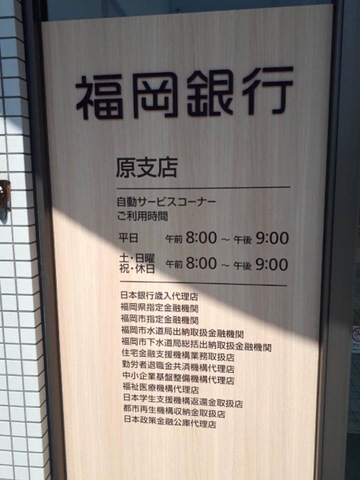 福岡銀行
原支店
自動サービスコーナー
ご利用時間
平日 午前 8:00 ～ 午後 9:00
土・日曜
祝・休日 午前 8:00 ～ 午後 9:00
日本銀行歳入代理店
福岡県指定金融機関
福岡市指定金融機関
福岡市水道局出納取扱金融機関
福岡市下水道局総括出納取扱金融機関
住宅金融支援機構業務取扱店
勤労者退職金共済機構代理店
中小企業基盤整備機構代理店
福祉医療機構代理店
日本学生支援機構返還金取扱店
都市再生機構収納金取扱店
日本政策金融公庫代理店